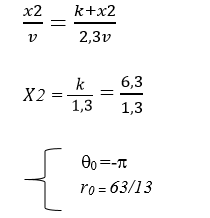 x2/v = k+x2/2,3v
X2 = k/1,3 = 6,3/1,3
θ₀=-π
r₀ = 63/13